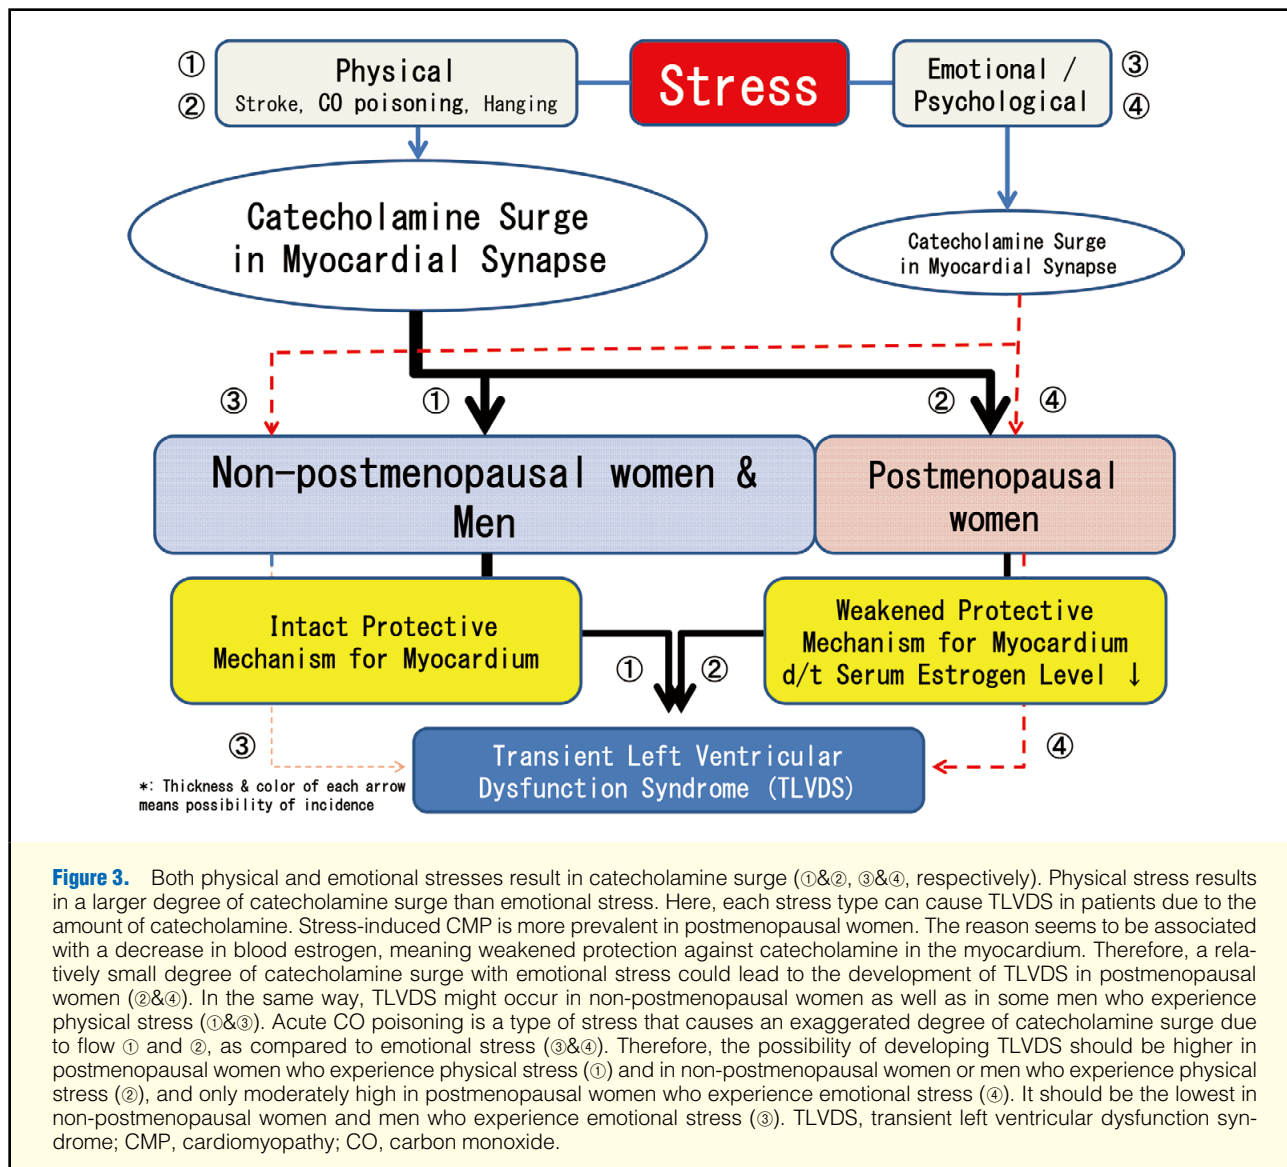 ①
②
Physical
Stroke, CO poisoning, Hanging
Stress
Emotional /
Psychological
③
④
Catecholamine Surge
in Myocardial Synapse
Catecholamine Surge
in Myocardial Synapse
③
①
②
④
Non-postmenopausal women &
Men
Postmenopausal
women
Intact Protective
Mechanism for Myocardium
Weakened Protective
Mechanism for Myocardium
d/t Serum Estrogen Level ↓
①
②
③
④
Transient Left Ventricular
Dysfunction Syndrome (TLVDS)
*: Thickness & color of each arrow
means possibility of incidence
Figure 3. Both physical and emotional stresses result in catecholamine surge (①&②, ③&④, respectively). Physical stress results
in a larger degree of catecholamine surge than emotional stress. Here, each stress type can cause TLVDS in patients due to the
amount of catecholamine. Stress-induced CMP is more prevalent in postmenopausal women. The reason seems to be associated
with a decrease in blood estrogen, meaning weakened protection against catecholamine in the myocardium. Therefore, a rela-
tively small degree of catecholamine surge with emotional stress could lead to the development of TLVDS in postmenopausal
women (②&④). In the same way, TLVDS might occur in non-postmenopausal women as well as in some men who experience
physical stress (①&③). Acute CO poisoning is a type of stress that causes an exaggerated degree of catecholamine surge due
to flow ① and ②, as compared to emotional stress (③&④). Therefore, the possibility of developing TLVDS should be higher in
postmenopausal women who experience physical stress (①) and in non-postmenopausal women or men who experience physical
stress (②), and only moderately high in postmenopausal women who experience emotional stress (④). It should be the lowest in
non-postmenopausal women and men who experience emotional stress (③). TLVDS, transient left ventricular dysfunction syn-
drome; CMP, cardiomyopathy; CO, carbon monoxide.